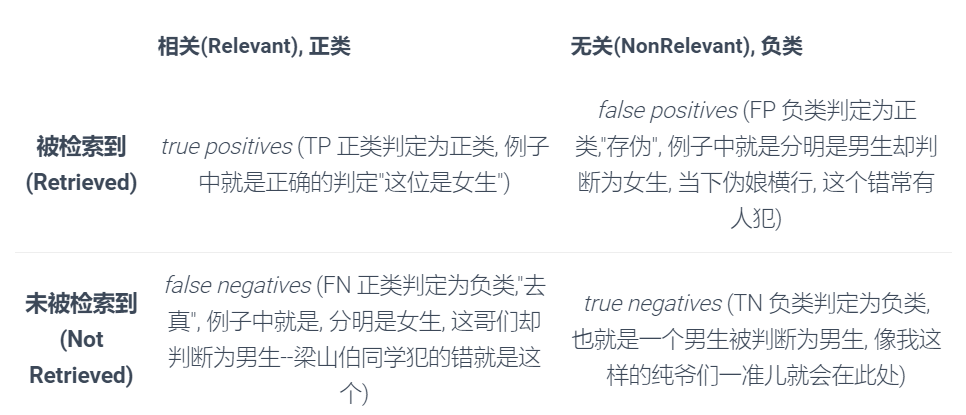 相关(Relevant), 正类
无关(NonRelevant), 负类
被检索到
(Retrieved)
true positives (TP 正类判定为正类, 例子
中就是正确的判定"这位是女生")
false positives (FP 负类判定为正
类,"存伪", 例子中就是分明是男生却判
断为女生, 当下伪娘横行, 这个错常有
人犯)
未被检索到
(Not
Retrieved)
false negatives (FN 正类判定为负类,"去
真", 例子中就是, 分明是女生, 这哥们却
判断为男生--梁山伯同学犯的错就是这
个)
true negatives (TN 负类判定为负类,
也就是一个男生被判断为男生, 像我这
样的纯爷们一准儿就会在此处)